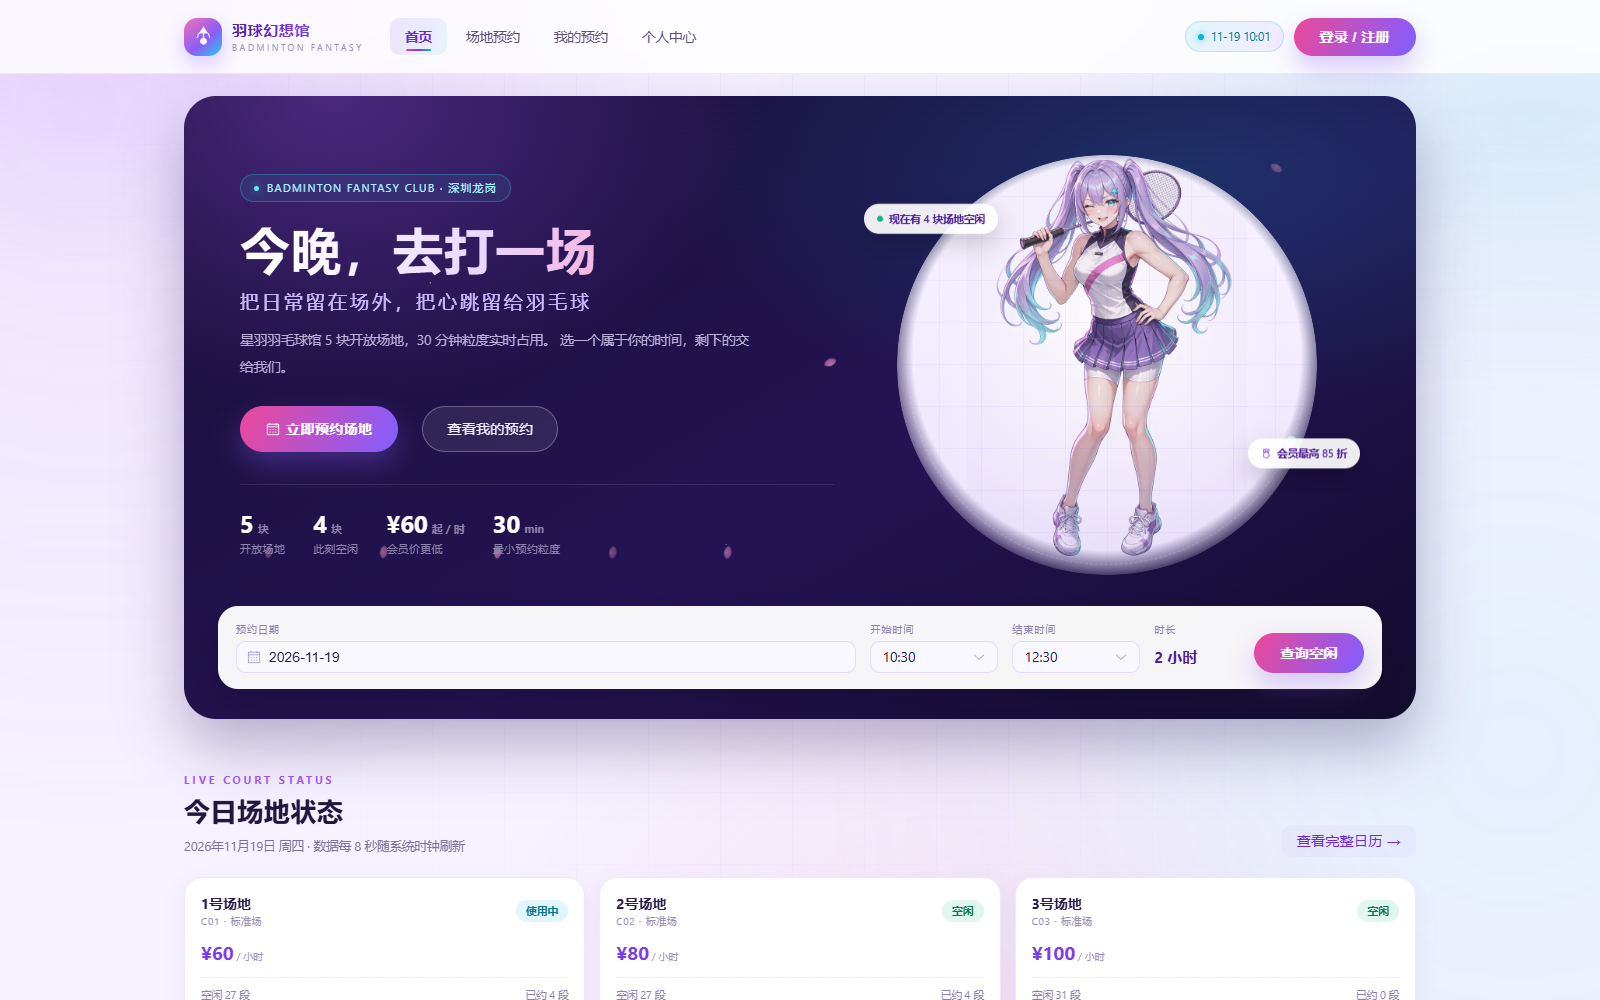 羽球幻想馆
BADMINTON FANTASY
首页
场地预约
我的预约
个人中心
11-19 10:01
登录 / 注册
BADMINTON FANTASY CLUB · 深圳龙岗
今晚，去打一场
把日常留在场外，把心跳留给羽毛球
星羽羽毛球馆 5 块开放场地，30 分钟粒度实时占用。 选一个属于你的时间，剩下的交
给我们。
立即预约场地
查看我的预约
5 块
开放场地
4 块
此刻空闲
¥60 起 / 时
会员价更低
30 min
最小预约粒度
现在有 4 块场地空闲
会员最高 85 折
预约日期
2026-11-19
开始时间
10:30
结束时间
12:30
时长
2 小时
查询空闲
LIVE COURT STATUS
今日场地状态
2026年11月19日 周四 · 数据每 8 秒随系统时钟刷新
查看完整日历 →
1号场地
C01 · 标准场
使用中
¥60 / 小时
空闲 27 段
已约 4 段
2号场地
C02 · 标准场
空闲
¥80 / 小时
空闲 27 段
已约 4 段
3号场地
C03 · 标准场
空闲
¥100 / 小时
空闲 31 段
已约 0 段